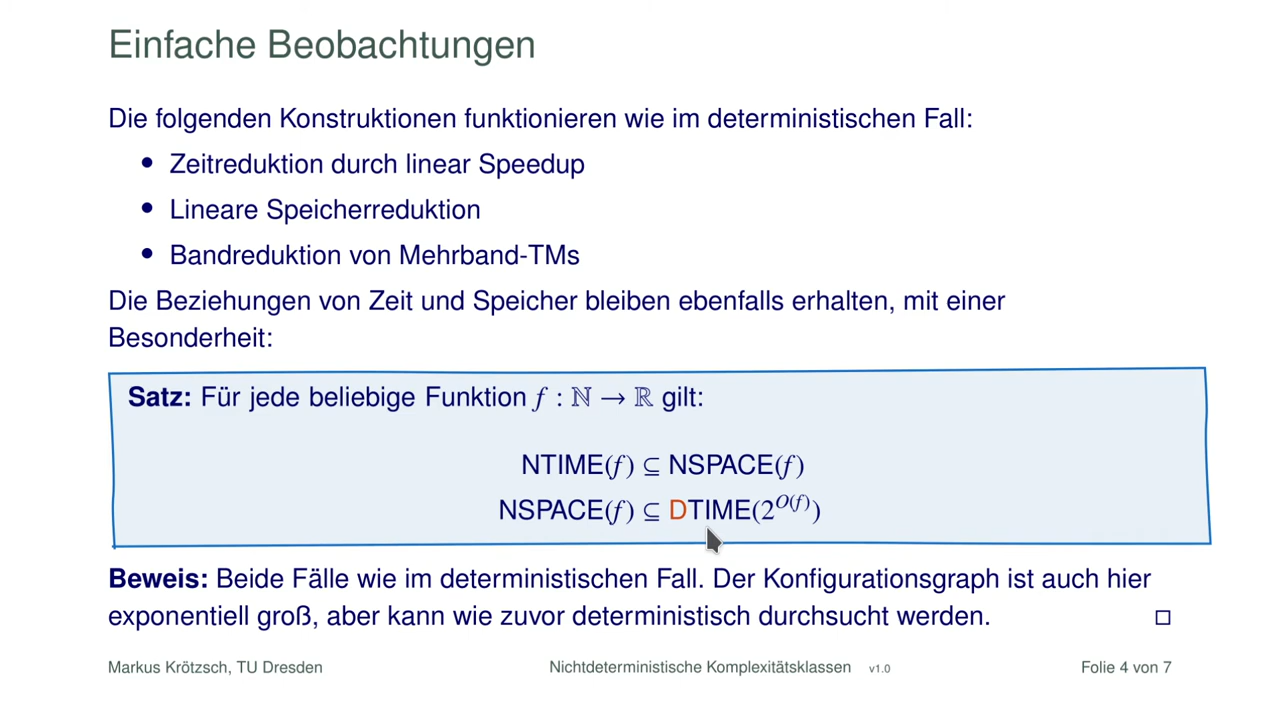 Einfache Beobachtungen
Die folgenden Konstruktionen funktionieren wie im deterministischen Fall:
• Zeitreduktion durch linear Speedup
• Lineare Speicherreduktion
• Bandreduktion von Mehrband-TMs
Die Beziehungen von Zeit und Speicher bleiben ebenfalls erhalten, mit einer
Besonderheit:
Satz: Für jede beliebige Funktion f : ℕ → ℝ gilt:
NTIME(f) ⊆ NSPACE(f)
NSPACE(f) ⊆ DTIME(2^{O(f)})
Beweis: Beide Fälle wie im deterministischen Fall. Der Konfigurationsgraph ist auch hier
exponentiell groß, aber kann wie zuvor deterministisch durchsucht werden. □
Markus Krötzsch, TU Dresden Nichtdeterministische Komplexitätsklassen v1.0 Folie 4 von 7